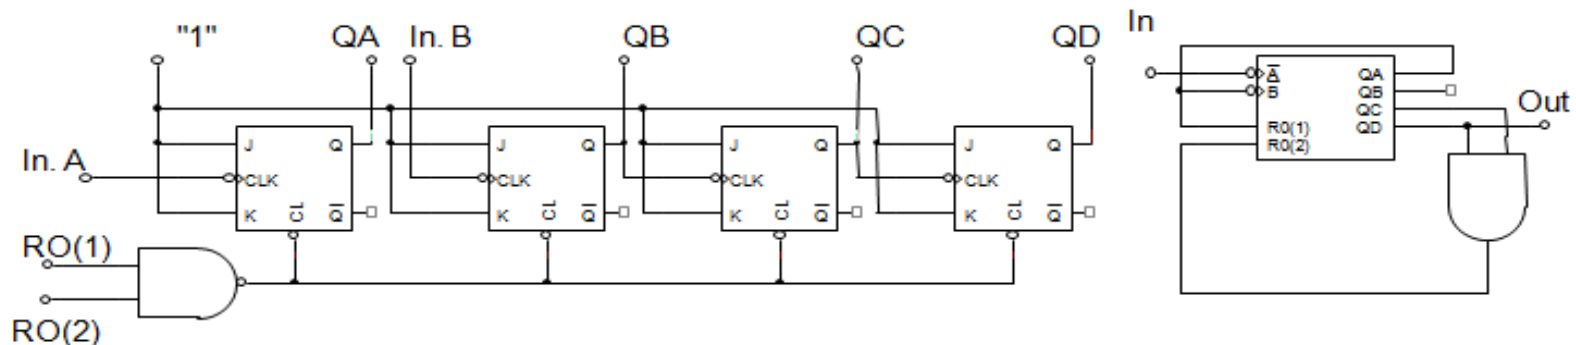 "1" QA In. B QB QC QD
In. A
J Q J Q J Q J Q
CLK CLK CLK CLK
K CL Q K CL Q K CL Q K CL Q
RO(1)
RO(2)
In
A QA
B QB
QC
R0(1) QD
R0(2)
Out